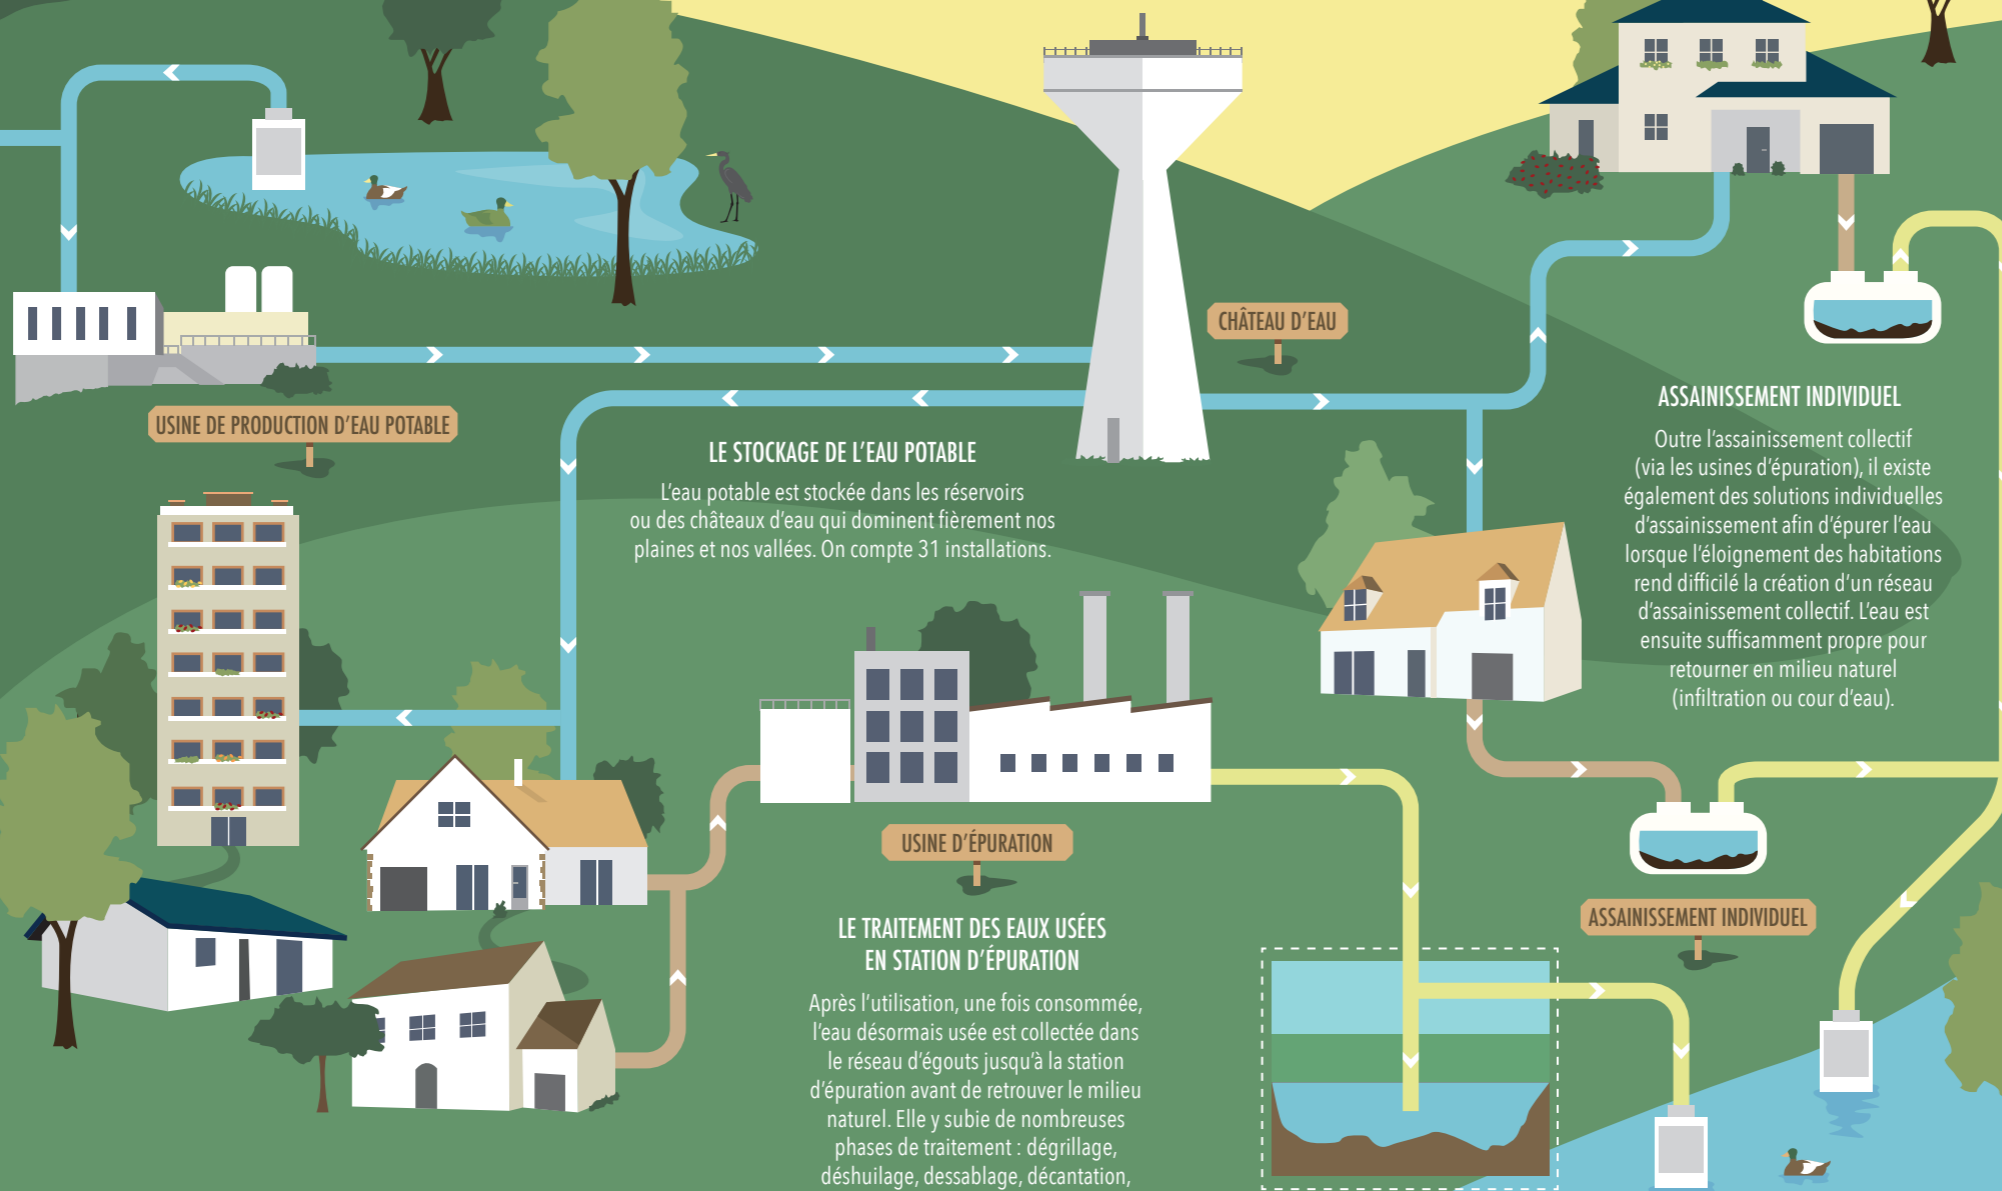 CHÂTEAU D'EAU
USINE DE PRODUCTION D'EAU POTABLE
LE STOCKAGE DE L'EAU POTABLE
L'eau potable est stockée dans les réservoirs
ou des châteaux d'eau qui dominent fièrement nos
plaines et nos vallées. On compte 31 installations.
ASSAINISSEMENT INDIVIDUEL
Outre l'assainissement collectif
(via les usines d'épuration), il existe
également des solutions individuelles
d'assainissement afin d'épurer l'eau
lorsque l'éloignement des habitations
rend difficilé la création d'un réseau
d'assainissement collectif. L'eau est
ensuite suffisamment propre pour
retourner en milieu naturel
(infiltration ou cour d'eau).
USINE D'ÉPURATION
ASSAINISSEMENT INDIVIDUEL
LE TRAITEMENT DES EAUX USÉES
EN STATION D'ÉPURATION
Après l'utilisation, une fois consommée,
l'eau désormais usée est collectée dans
le réseau d'égouts jusqu'à la station
d'épuration avant de retrouver le milieu
naturel. Elle y subie de nombreuses
phases de traitement : dégrillage,
déshuilage, dessablage, décantation,